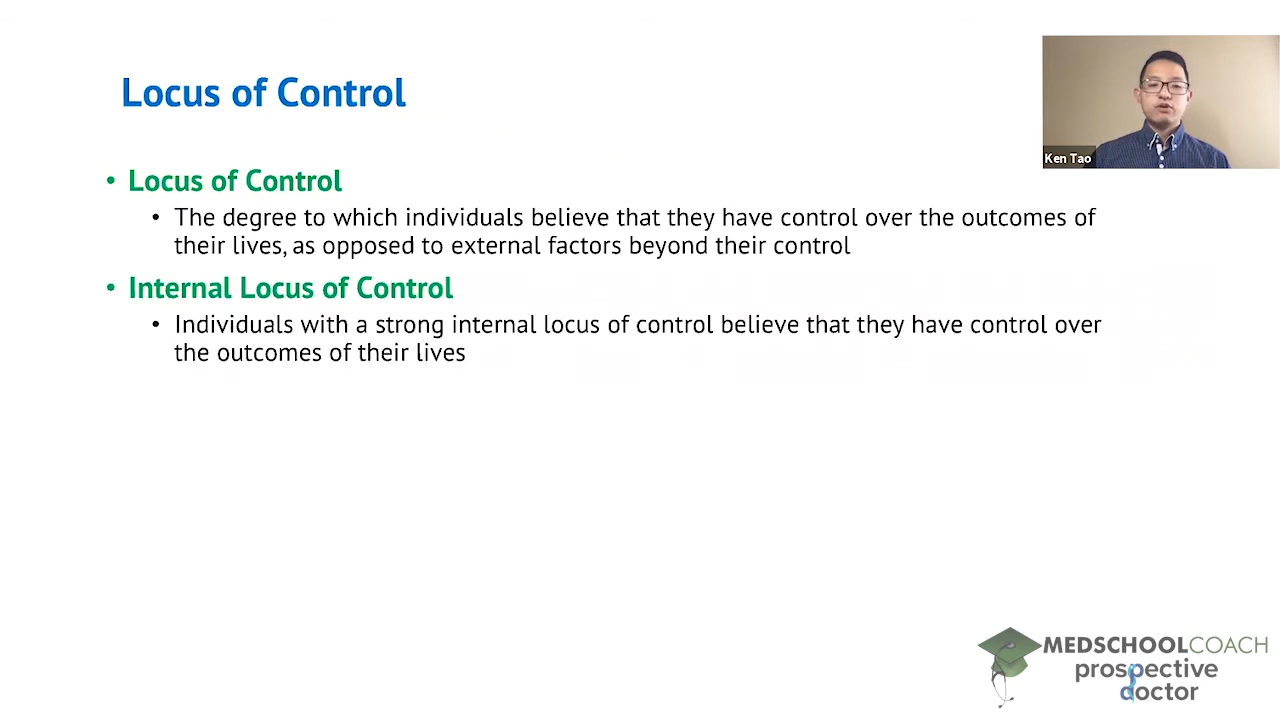 Locus of Control
Ken Tao
• Locus of Control
• The degree to which individuals believe that they have control over the outcomes of
their lives, as opposed to external factors beyond their control
• Internal Locus of Control
• Individuals with a strong internal locus of control believe that they have control over
the outcomes of their lives
MEDSCHOOLCOACH
prospective
doctor